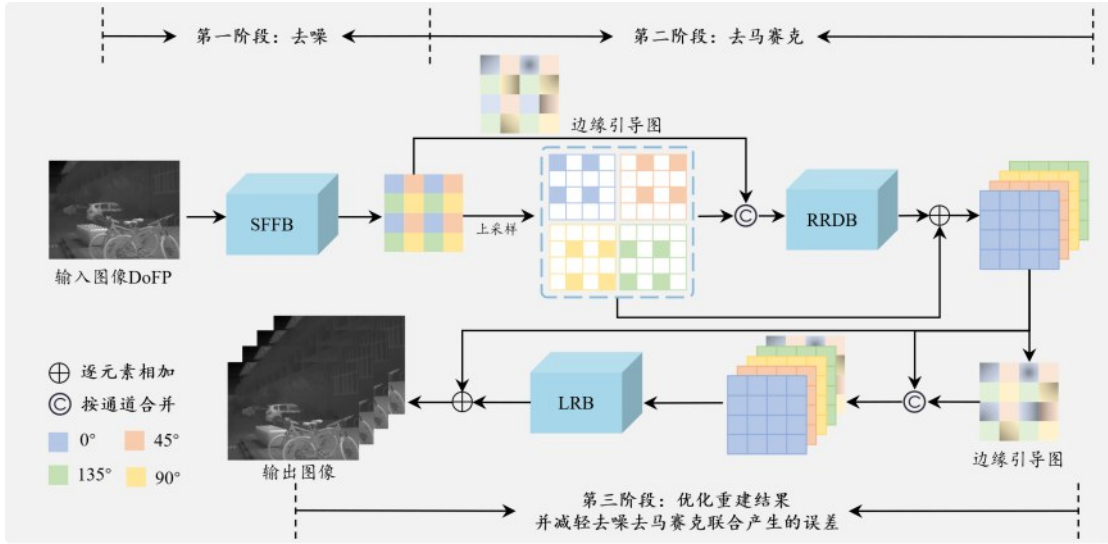 第一阶段：去噪
第二阶段：去马赛克
边缘引导图
SFFB
上采样
C
RRDB
输入图像DoFP
逐元素相加
C 按通道合并
0° 45°
135° 90°
LRB
C
输出图像
边缘引导图
第三阶段：优化重建结果
并减轻去噪去马赛克联合产生的误差